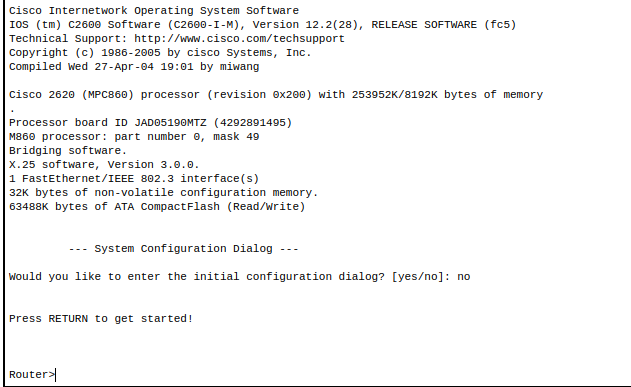 Cisco Internetwork Operating System Software
IOS (tm) C2600 Software (C2600-I-M), Version 12.2(28), RELEASE SOFTWARE (fc5)
Technical Support: http://www.cisco.com/techsupport
Copyright (c) 1986-2005 by cisco Systems, Inc.
Compiled Wed 27-Apr-04 19:01 by miwang
Cisco 2620 (MPC860) processor (revision 0x200) with 253952K/8192K bytes of memory
.
Processor board ID JAD05190MTZ (4292891495)
M860 processor: part number 0, mask 49
Bridging software.
X.25 software, Version 3.0.0.
1 FastEthernet/IEEE 802.3 interface(s)
32K bytes of non-volatile configuration memory.
63488K bytes of ATA CompactFlash (Read/Write)
--- System Configuration Dialog ---
Would you like to enter the initial configuration dialog? [yes/no]: no
Press RETURN to get started!
Router>